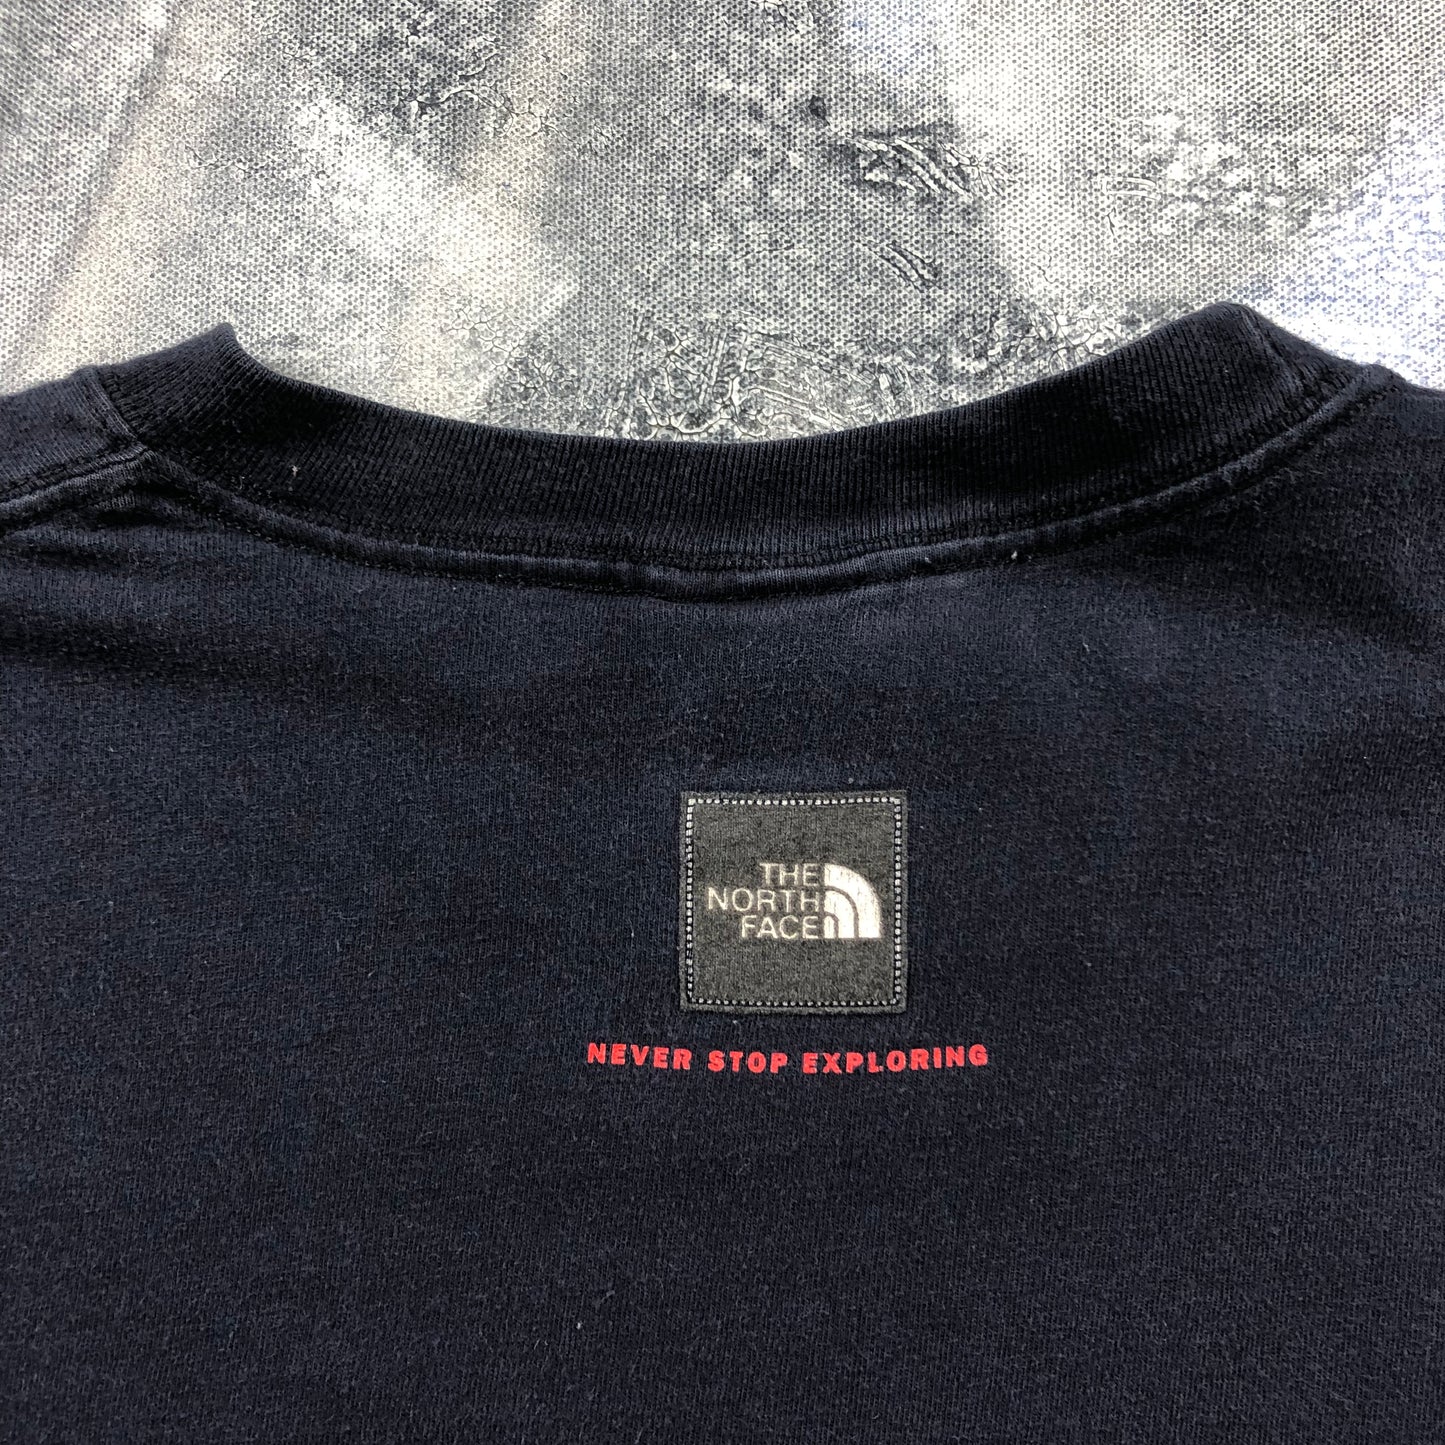 THE
NORTH
FACE
NEVER STOP EXPLORING